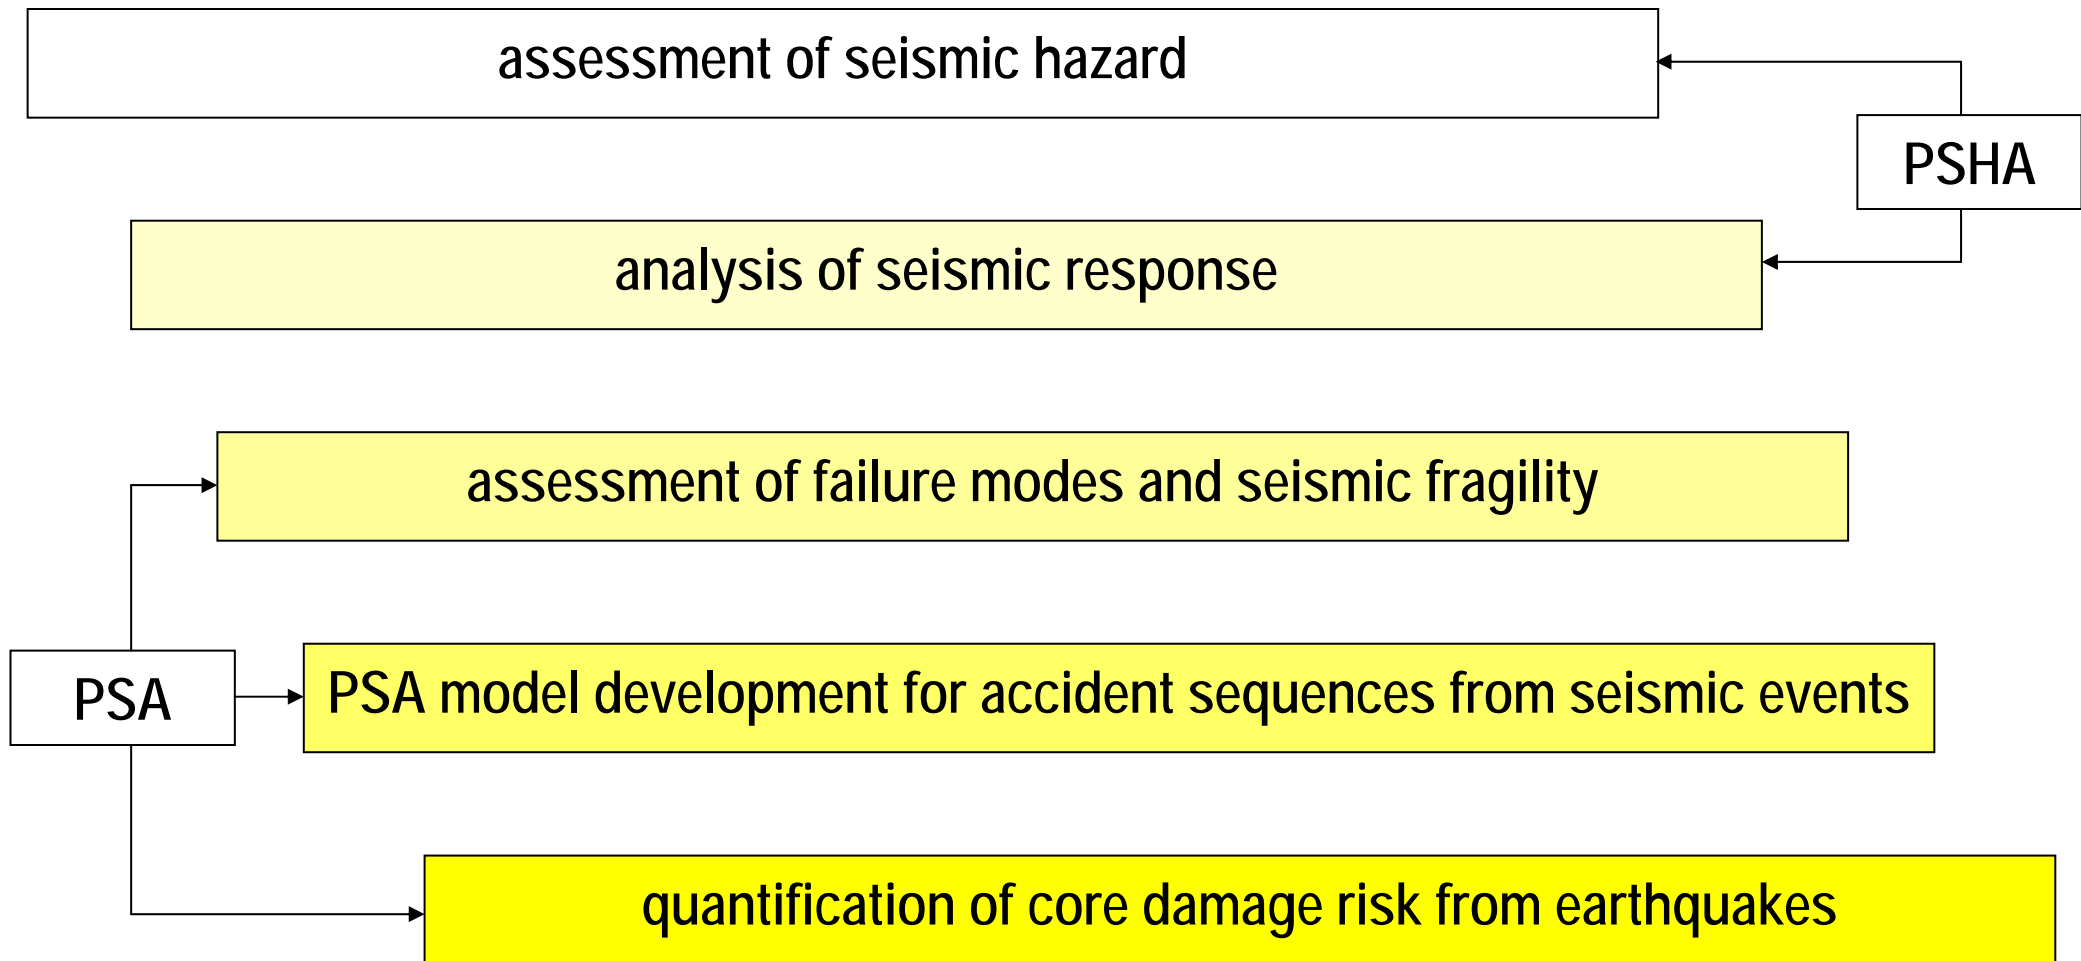 assessment of seismic hazard
PSHA
analysis of seismic response
assessment of failure modes and seismic fragility
PSA
PSA model development for accident sequences from seismic events
quantification of core damage risk from earthquakes